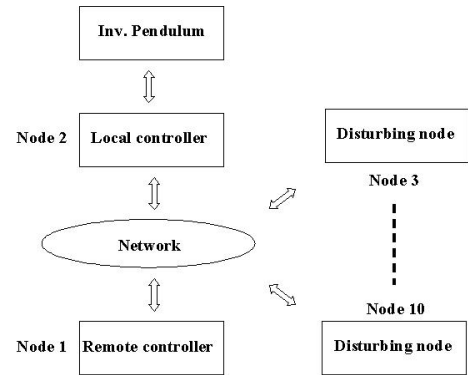 Inv. Pendulum
Node 2
Local controller
Disturbing node
Node 3
Network
Node 10
Node 1
Remote controller
Disturbing node